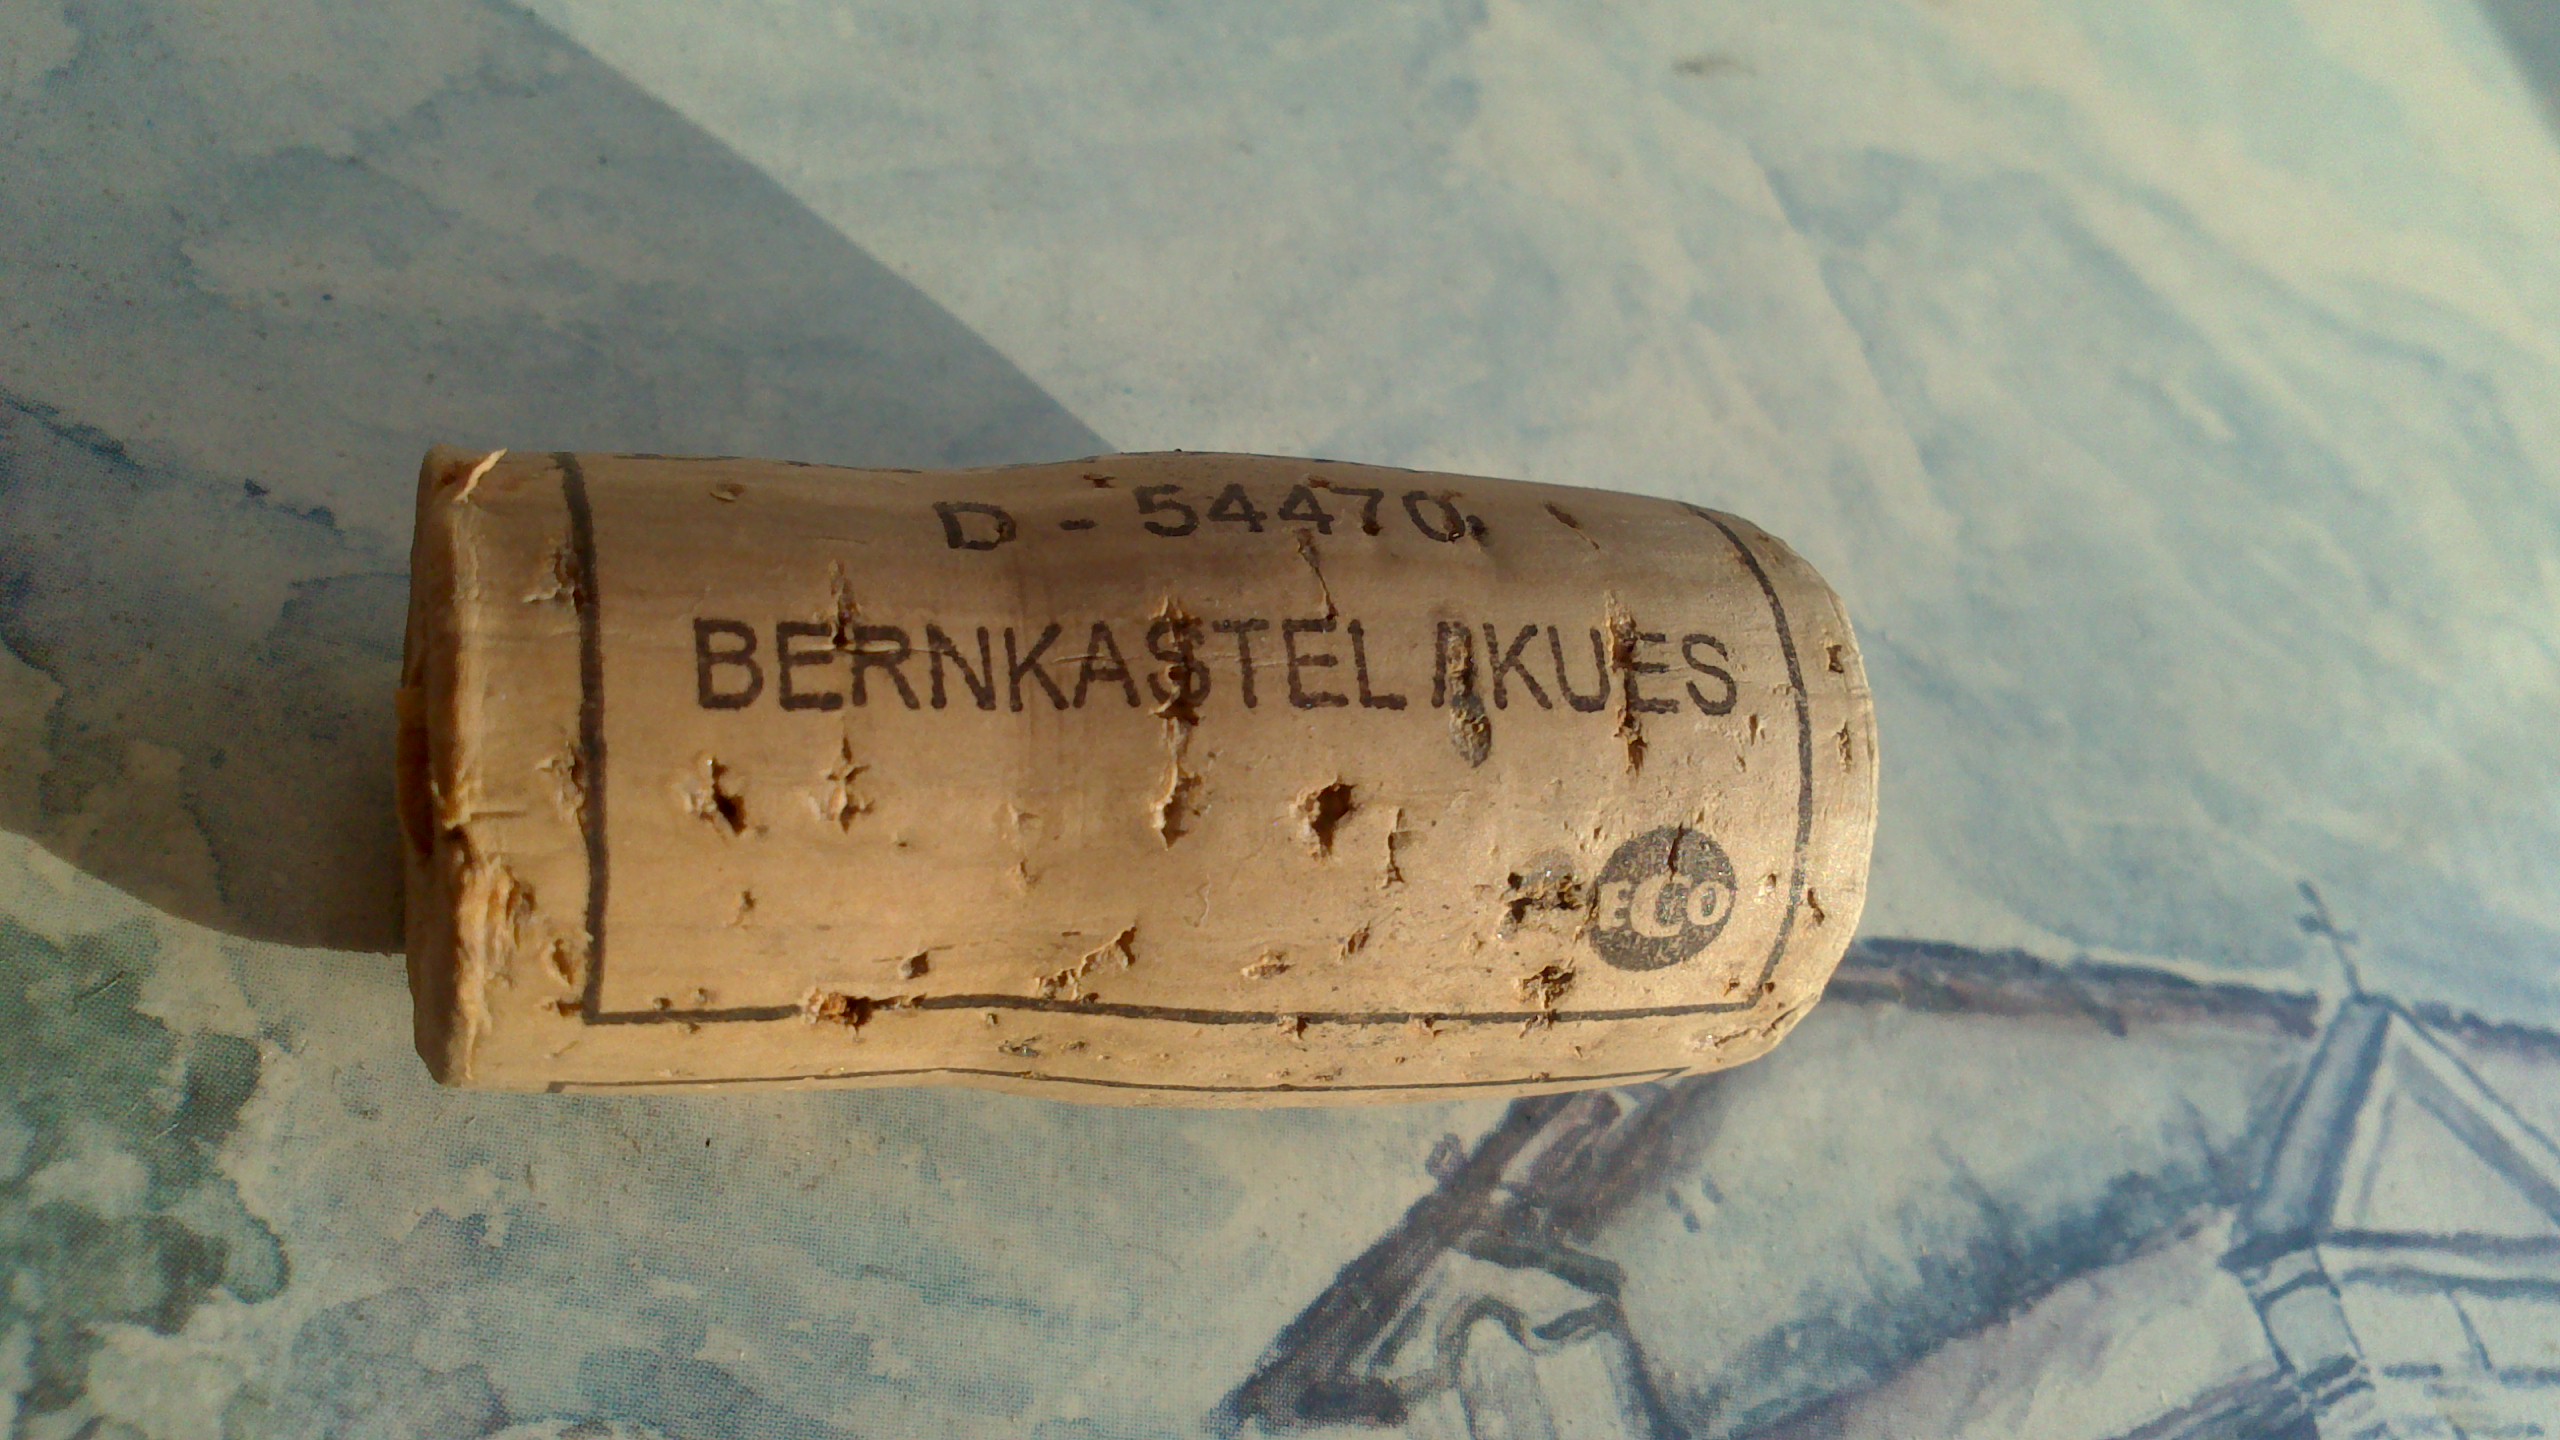 D - 54470
BERNKASTEL / KUES
ECO